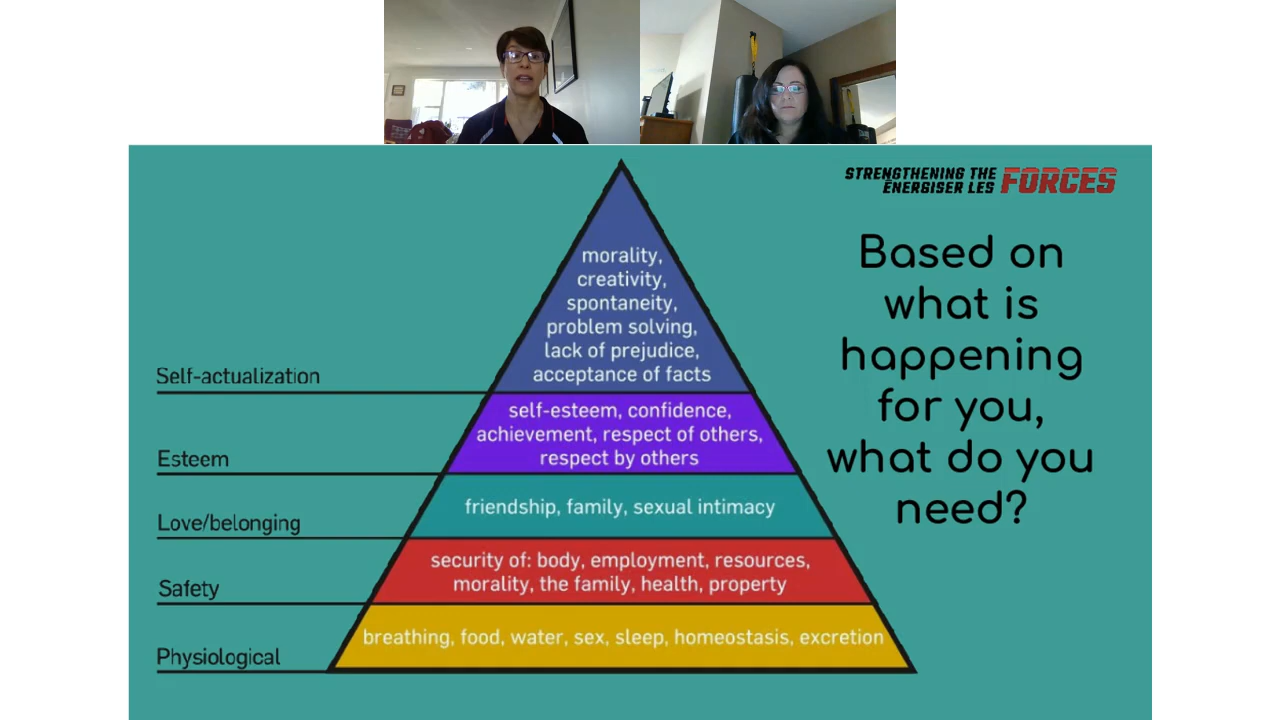 STRENGTHENING THE
ÉNERGISER LES
FORCES
Based on
what is
happening
for you,
what do you
need?
morality,
creativity,
spontaneity,
problem solving,
lack of prejudice,
acceptance of facts
Self-actualization
self-esteem, confidence,
achievement, respect of others,
respect by others
Esteem
friendship, family, sexual intimacy
Love/belonging
security of: body, employment, resources,
morality, the family, health, property
Safety
breathing, food, water, sex, sleep, homeostasis, excretion
Physiological